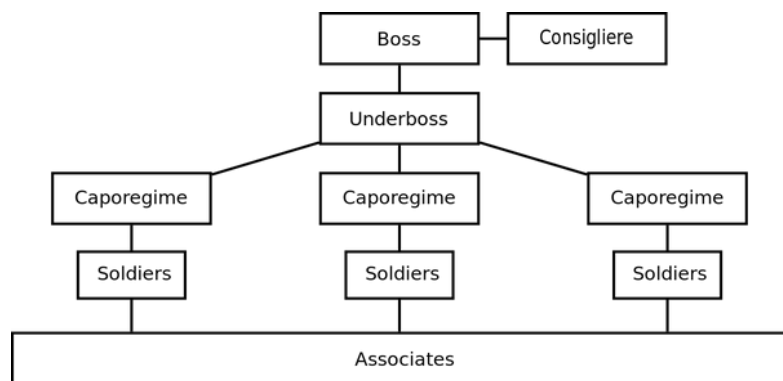 Boss
Consigliere
Underboss
Caporegime
Caporegime
Caporegime
Soldiers
Soldiers
Soldiers
Associates